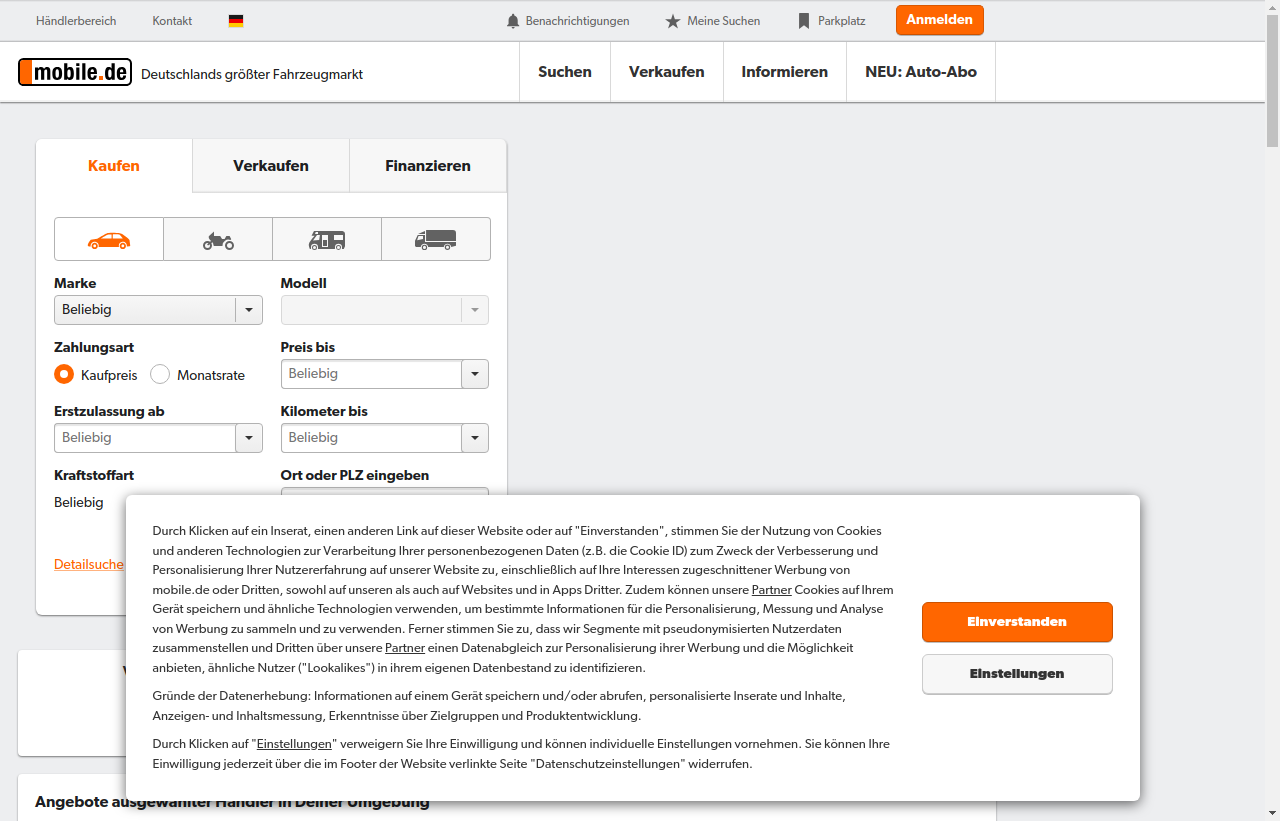 Händlerbereich Kontakt Benachrichtigungen Meine Suchen Parkplatz Anmelden
mobile.de Deutschlands größter Fahrzeugmarkt Suchen Verkaufen Informieren NEU: Auto-Abo
Kaufen Verkaufen Finanzieren
Marke Modell
Beliebig
Zahlungsart Preis bis
Kaufpreis Monatsrate Beliebig
Erstzulassung ab Kilometer bis
Beliebig Beliebig
Kraftstoffart Ort oder PLZ eingeben
Beliebig
Detailsuche
Durch Klicken auf ein Inserat, einen anderen Link auf dieser Website oder auf "Einverstanden", stimmen Sie der Nutzung von Cookies
und anderen Technologien zur Verarbeitung Ihrer personenbezogenen Daten (z.B. die Cookie ID) zum Zweck der Verbesserung und
Personalisierung Ihrer Nutzererfahrung auf unserer Website zu, einschließlich auf Ihre Interessen zugeschnittener Werbung von
mobile.de oder Dritten, sowohl auf unseren als auch auf Websites und in Apps Dritter. Zudem können unsere Partner Cookies auf Ihrem
Gerät speichern und ähnliche Technologien verwenden, um bestimmte Informationen für die Personalisierung, Messung und Analyse
von Werbung zu sammeln und zu verwenden. Ferner stimmen Sie zu, dass wir Segmente mit pseudonymisierten Nutzerdaten
zusammenstellen und Dritten über unsere Partner einen Datenabgleich zur Personalisierung ihrer Werbung und die Möglichkeit
anbieten, ähnliche Nutzer ("Lookalikes") in ihrem eigenen Datenbestand zu identifizieren.
Gründe der Datenerhebung: Informationen auf einem Gerät speichern und/oder abrufen, personalisierte Inserate und Inhalte,
Anzeigen- und Inhaltsmessung, Erkenntnisse über Zielgruppen und Produktentwicklung.
Durch Klicken auf "Einstellungen" verweigern Sie Ihre Einwilligung und können individuelle Einstellungen vornehmen. Sie können Ihre
Einwilligung jederzeit über die im Footer der Website verlinkte Seite "Datenschutzeinstellungen" widerrufen.
Einverstanden
Einstellungen
Angebote ausgewählter Händler in Deiner Umgebung